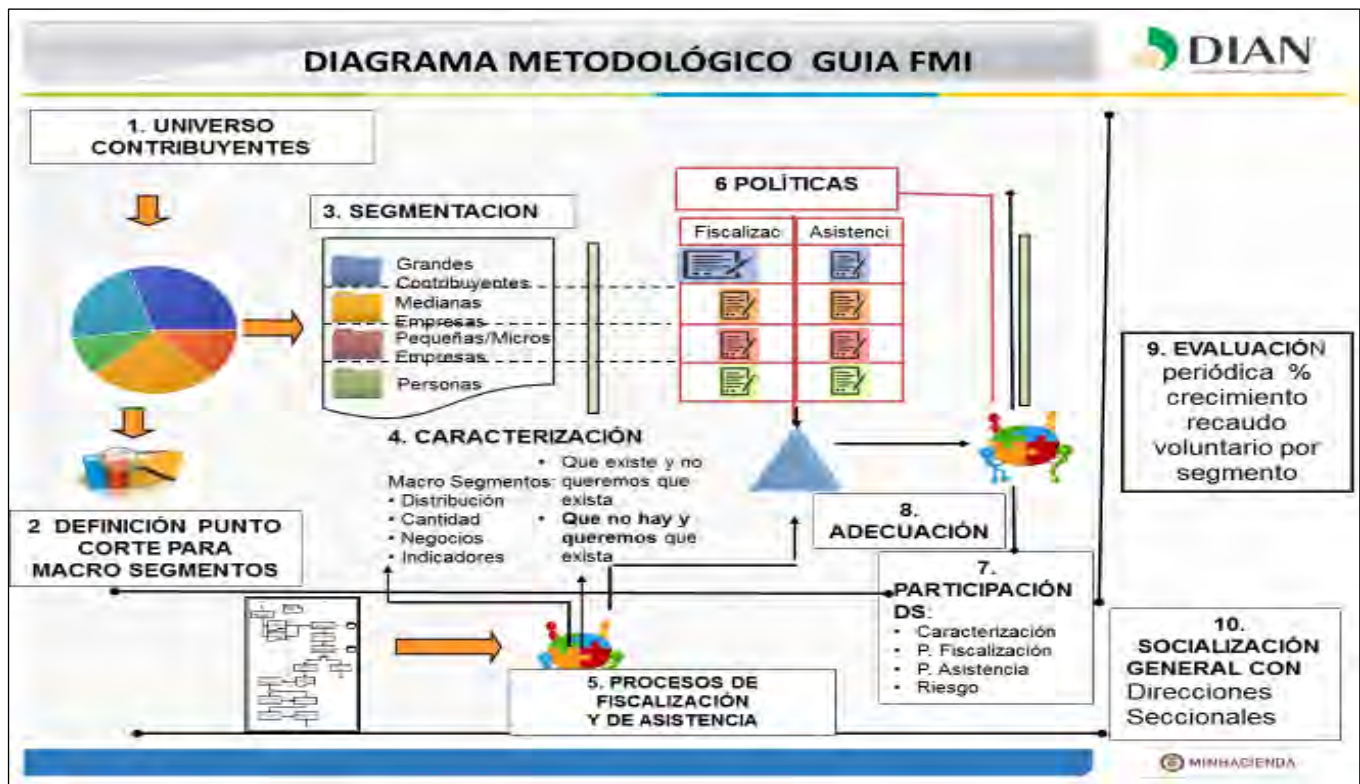 DIAGRAMA METODOLÓGICO GUIA FMI
DIAN
1. UNIVERSO
CONTRIBUYENTES
3. SEGMENTACION
Grandes
Contribuyentes
Medianas
Empresas
Pequeñas/Micros
Empresas
Personas
6 POLÍTICAS
Fiscalizac
Asistenci
2 DEFINICIÓN PUNTO
CORTE PARA
MACRO SEGMENTOS
4. CARACTERIZACIÓN
Macro Segmentos:
• Distribución
• Cantidad
• Negocios
• Indicadores
• Que existe y no
queremos que
exista
• Que no hay y
queremos que
exista
5. PROCESOS DE
FISCALIZACIÓN
Y DE ASISTENCIA
8.
ADECUACIÓN
7.
PARTICIPACIÓN
DS:
• Caracterización
• P. Fiscalización
• P. Asistencia
• Riesgo
9. EVALUACIÓN
periódica %
crecimiento
recaudo
voluntario por
segmento
10.
SOCIALIZACIÓN
GENERAL CON
Direcciones
Seccionales
MINHACIENDA